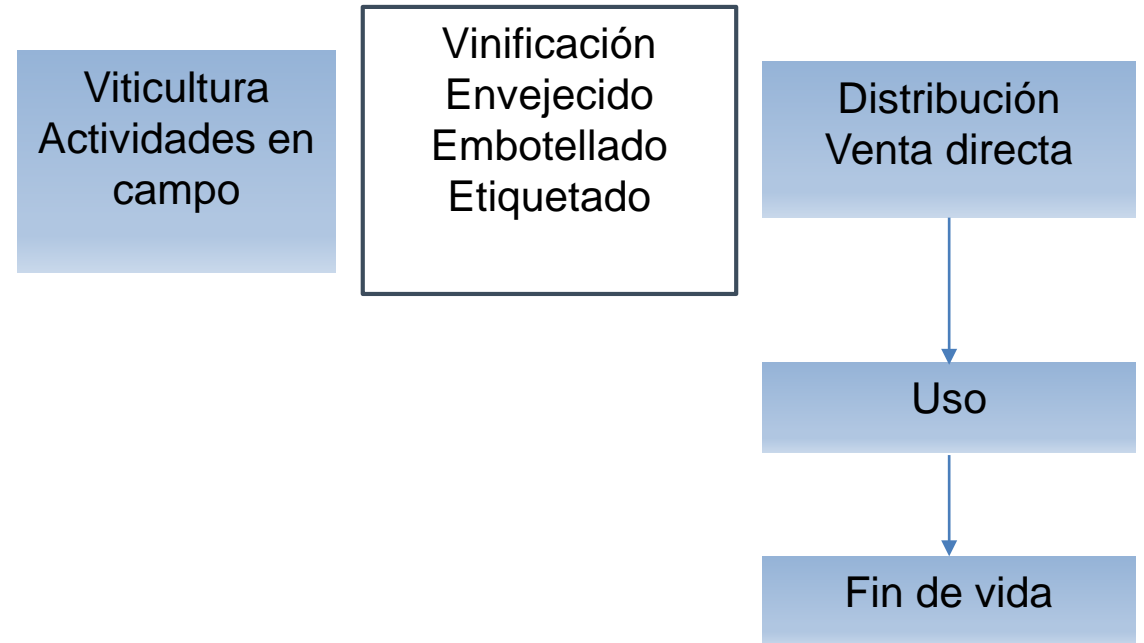 Viticultura
Actividades en
campo
Vinificación
Envejecido
Embotellado
Etiquetado
Distribución
Venta directa
Uso
Fin de vida